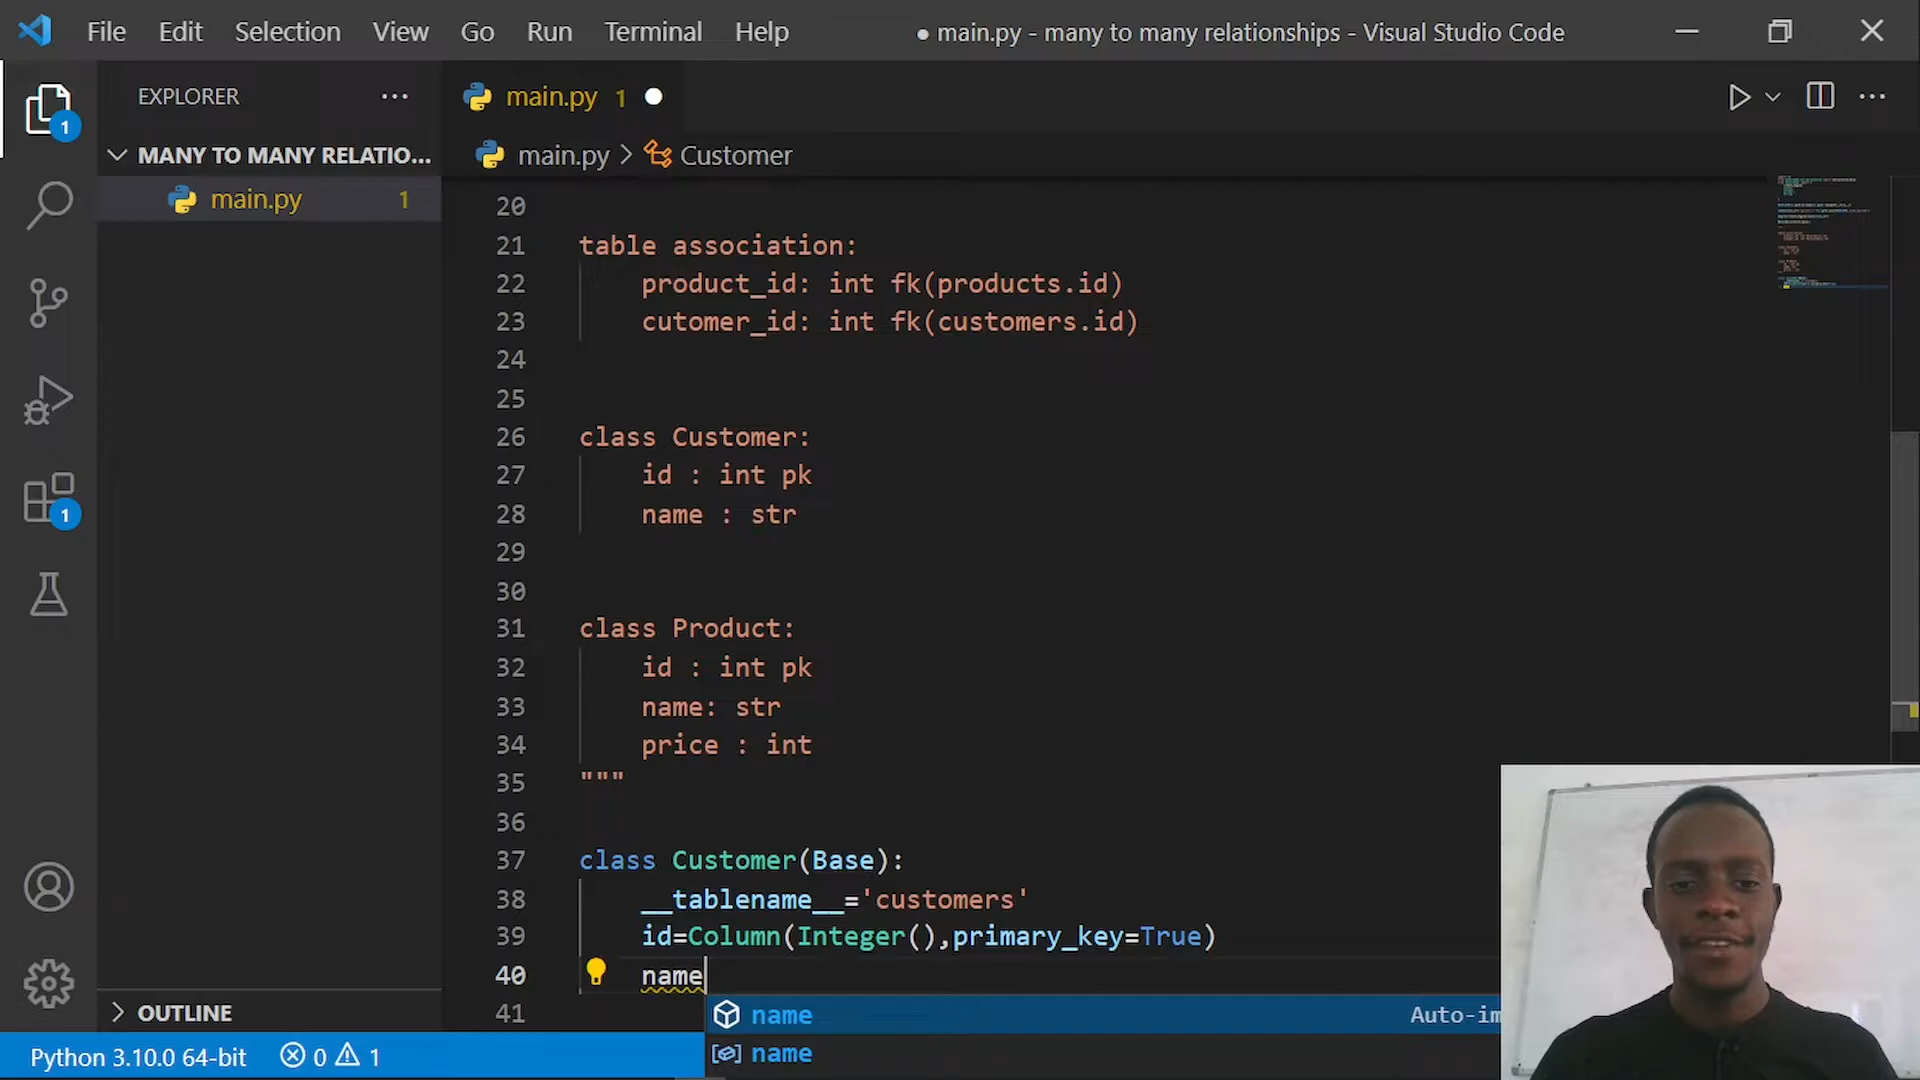 File Edit Selection View Go Run Terminal Help
● main.py - many to many relationships - Visual Studio Code
EXPLORER
main.py 1
MANY TO MANY RELATIO...
main.py > Customer
main.py 1
1
1
20
21 table association:
22 product_id: int fk(products.id)
23 cutomer_id: int fk(customers.id)
24
25
26 class Customer:
27 id : int pk
28 name : str
29
30
31 class Product:
32 id : int pk
33 name: str
34 price : int
35 """
36
37 class Customer(Base):
38 __tablename__='customers'
39 id=Column(Integer(),primary_key=True)
40 name
41
name Auto-im
name
OUTLINE
Python 3.10.0 64-bit 0 1